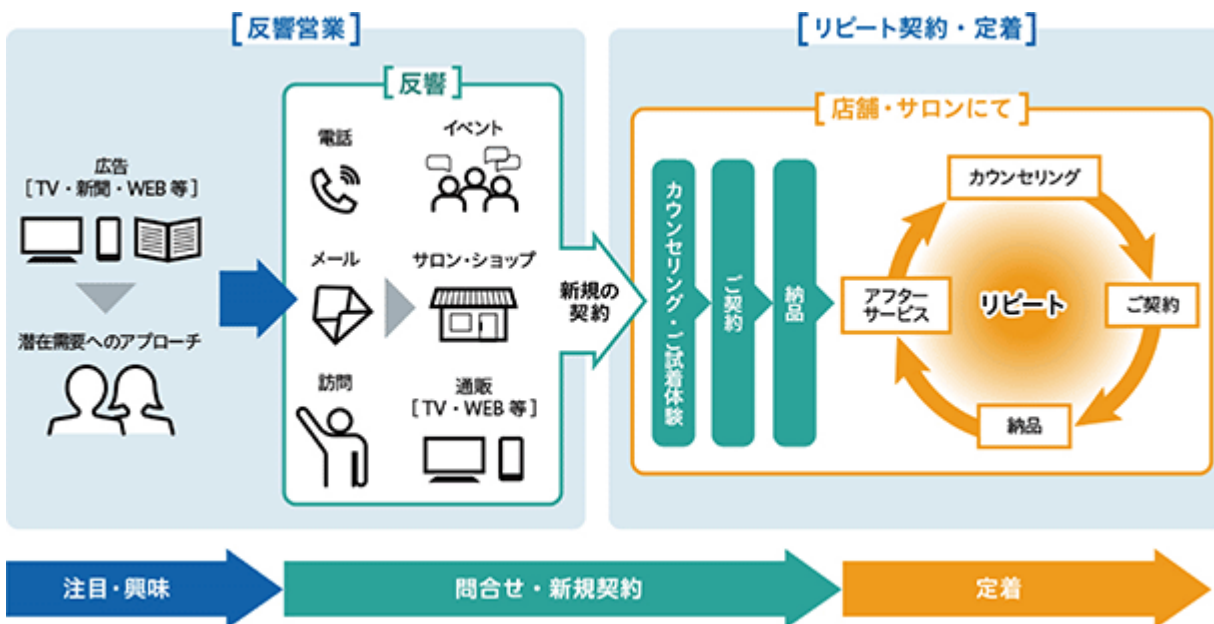 [反響営業]
広告
[TV・新聞・WEB 等]
潜在需要へのアプローチ
[反響]
電話
イベント
メール
サロン・ショップ
訪問
通販
[TV・WEB 等]
新規の
契約
[リピート契約・定着]
[店舗・サロンにて]
カウンセリング・ご試着体験
ご契約
納品
カウンセリング
ご契約
納品
アフター
サービス
リピート
注目・興味
問合せ・新規契約
定着